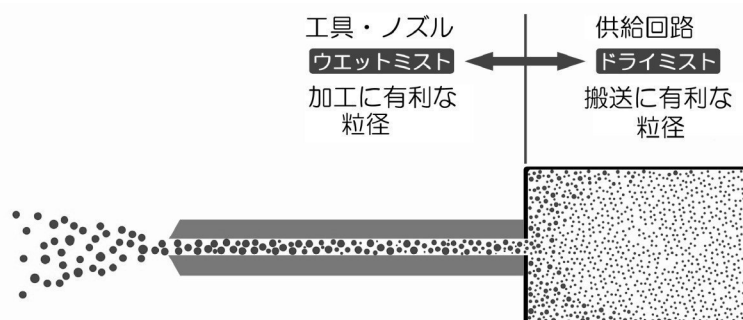 工具・ノズル
ウエットミスト
加工に有利な
粒径
供給回路
ドライミスト
搬送に有利な
粒径